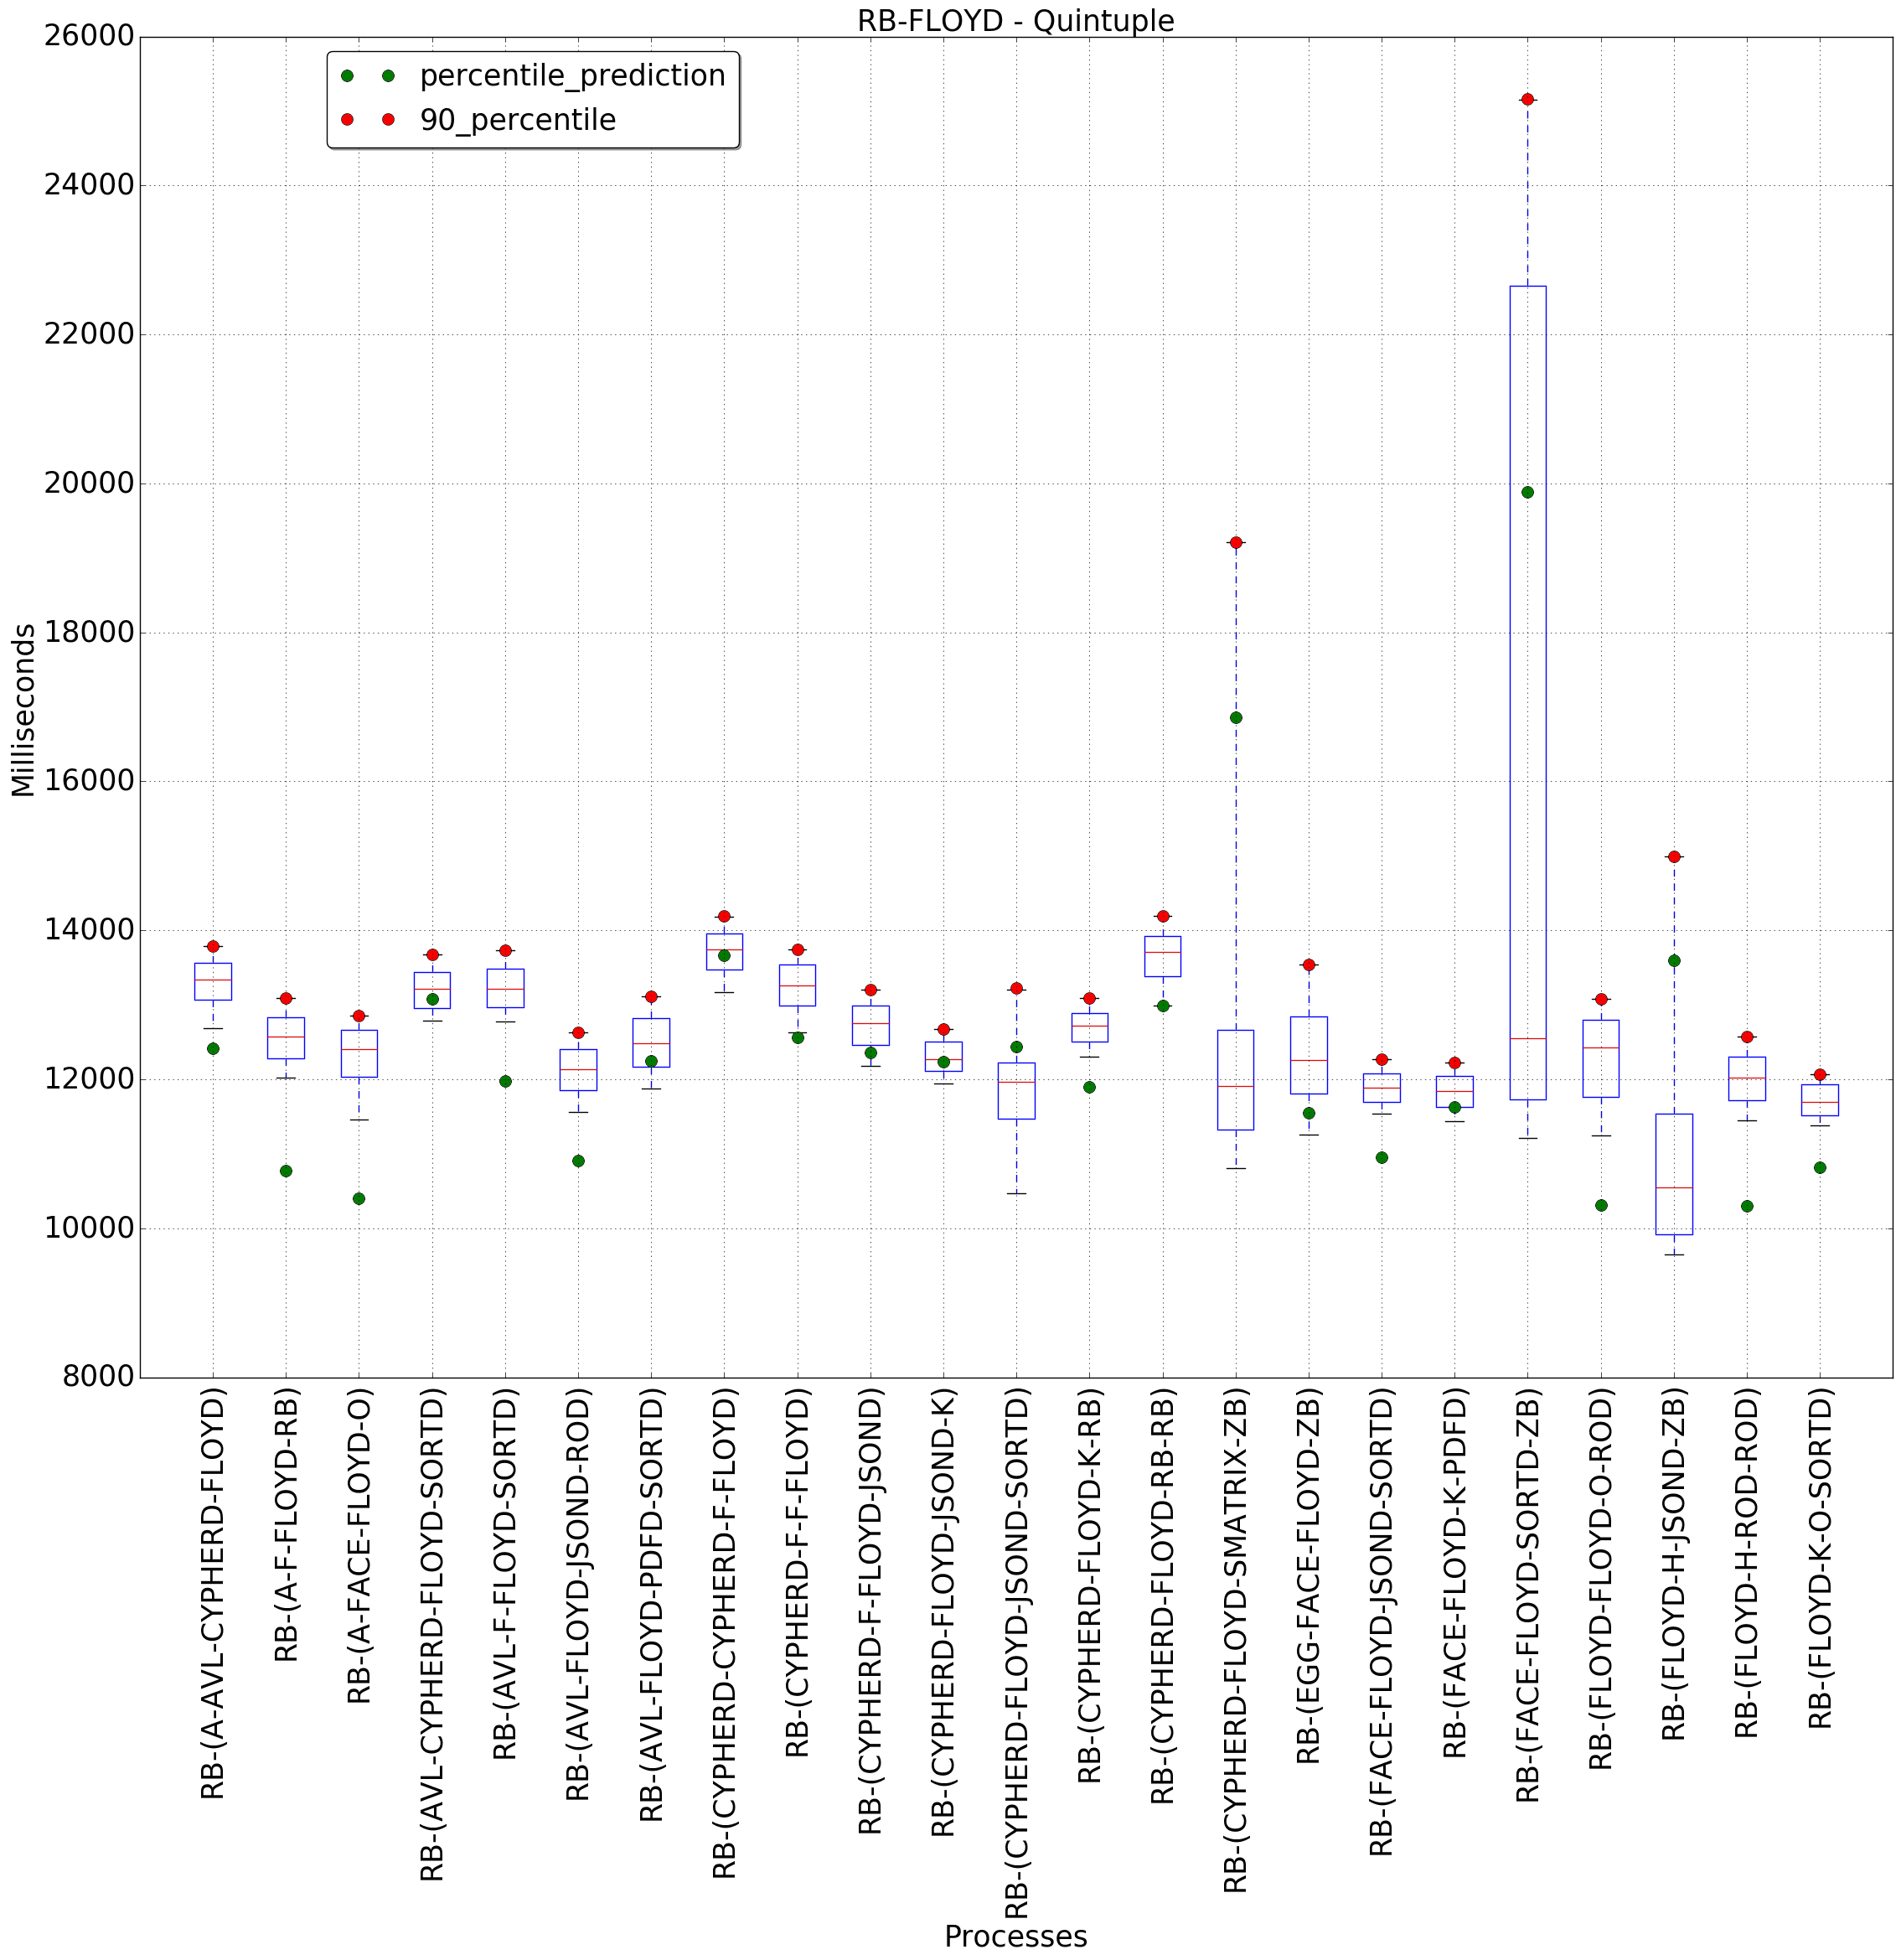 RB-FLOYD - Quintuple
percentile_prediction
90_percentile
26000
24000
22000
20000
18000
16000
14000
12000
10000
8000
Milliseconds
RB-(A-AVL-CYPHERD-FLOYD)
RB-(A-F-FLOYD-RB)
RB-(A-FACE-FLOYD-O)
RB-(AVL-CYPHERD-FLOYD-SORTD)
RB-(AVL-F-FLOYD-SORTD)
RB-(AVL-FLOYD-JSOND-ROD)
RB-(AVL-FLOYD-PDFD-SORTD)
RB-(CYPHERD-CYPHERD-F-FLOYD)
RB-(CYPHERD-F-F-FLOYD)
RB-(CYPHERD-F-FLOYD-JSOND)
RB-(CYPHERD-FLOYD-JSOND-K)
RB-(CYPHERD-FLOYD-JSOND-SORTD)
RB-(CYPHERD-FLOYD-K-RB)
RB-(CYPHERD-FLOYD-RB-RB)
RB-(CYPHERD-FLOYD-SMATRIX-ZB)
RB-(EGG-FACE-FLOYD-ZB)
RB-(FACE-FLOYD-JSOND-SORTD)
RB-(FACE-FLOYD-K-PDFD)
RB-(FACE-FLOYD-SORTD-ZB)
RB-(FLOYD-FLOYD-O-ROD)
RB-(FLOYD-H-JSOND-ZB)
RB-(FLOYD-H-ROD-ROD)
RB-(FLOYD-K-O-SORTD)
Processes